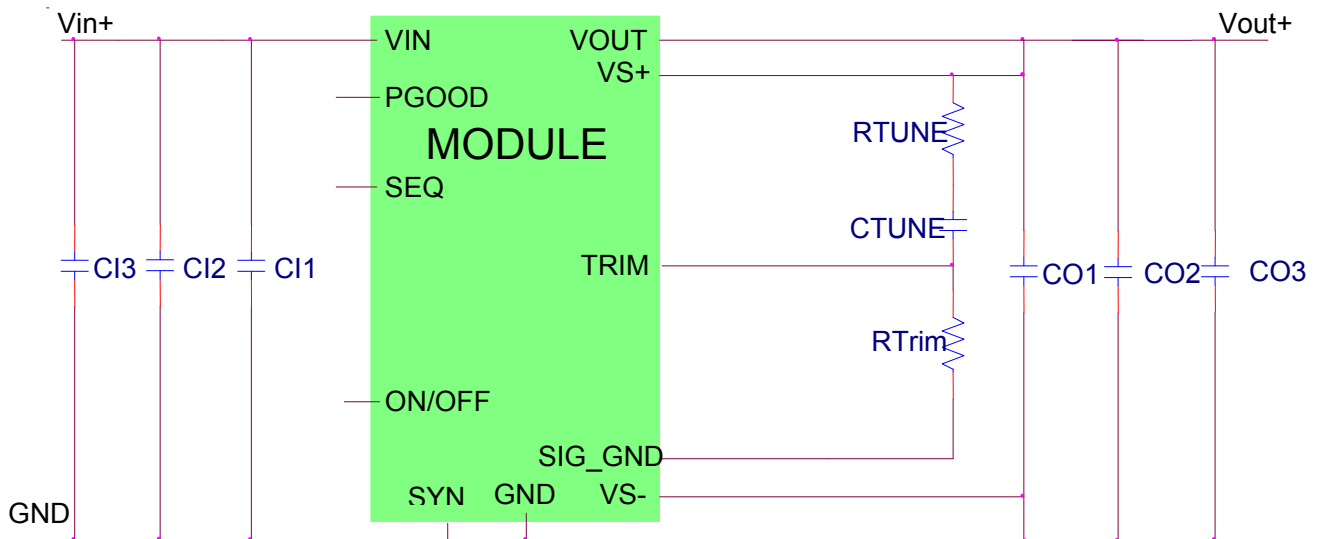 Vin+
Vout+
VIN
VOUT
VS+
PGOOD
MODULE
RTUNE
SEQ
CTUNE
TRIM
CI3
CI2
CI1
CO1
CO2
CO3
RTrim
ON/OFF
SIG_GND
SYN
GND
VS-
GND